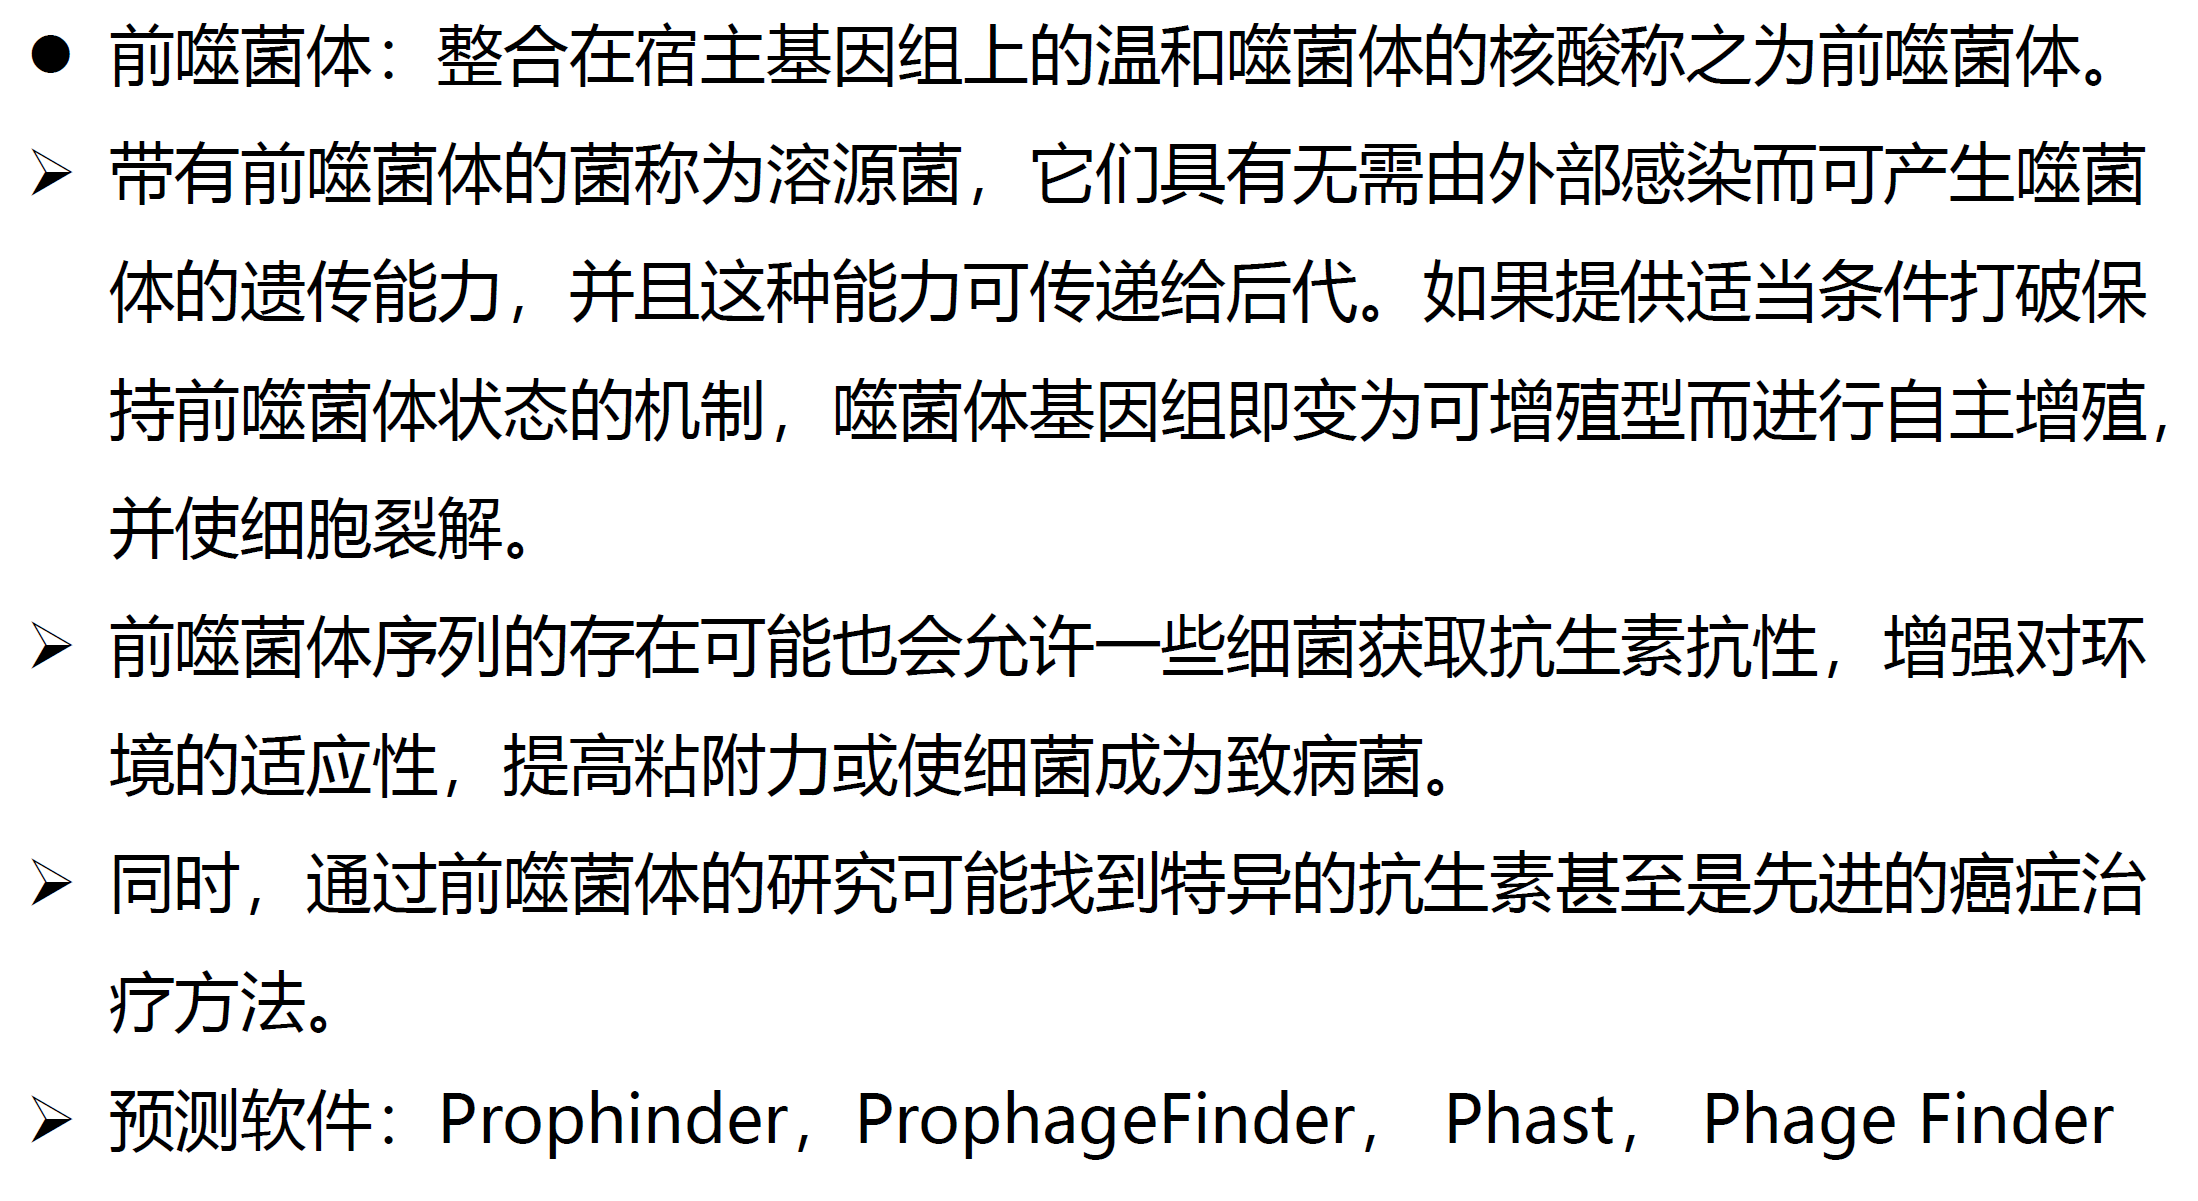 ● 前噬菌体：整合在宿主基因组上的温和噬菌体的核酸称之为前噬菌体。
➢ 带有前噬菌体的菌称为溶源菌，它们具有无需由外部感染而可产生噬菌
体的遗传能力，并且这种能力可传递给后代。如果提供适当条件打破保
持前噬菌体状态的机制，噬菌体基因组即变为可增殖型而进行自主增殖，
并使细胞裂解。
➢ 前噬菌体序列的存在可能也会允许一些细菌获取抗生素抗性，增强对环
境的适应性，提高粘附力或使细菌成为致病菌。
➢ 同时，通过前噬菌体的研究可能找到特异的抗生素甚至是先进的癌症治
疗方法。
➢ 预测软件：Prophinder，ProphageFinder， Phast， Phage Finder